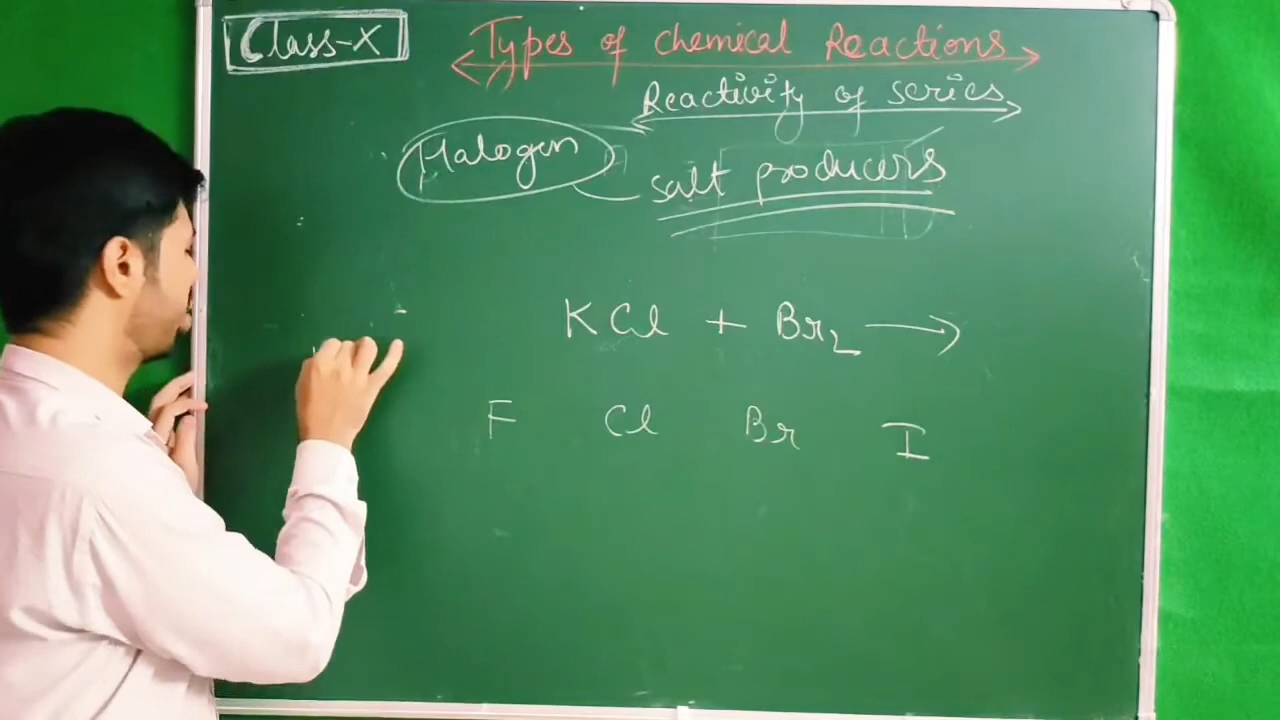 Class-X
Types of chemical Reactions
Reactivity of series
Halogen
salt producers
KCl + Br₂ →
F Cl Br I